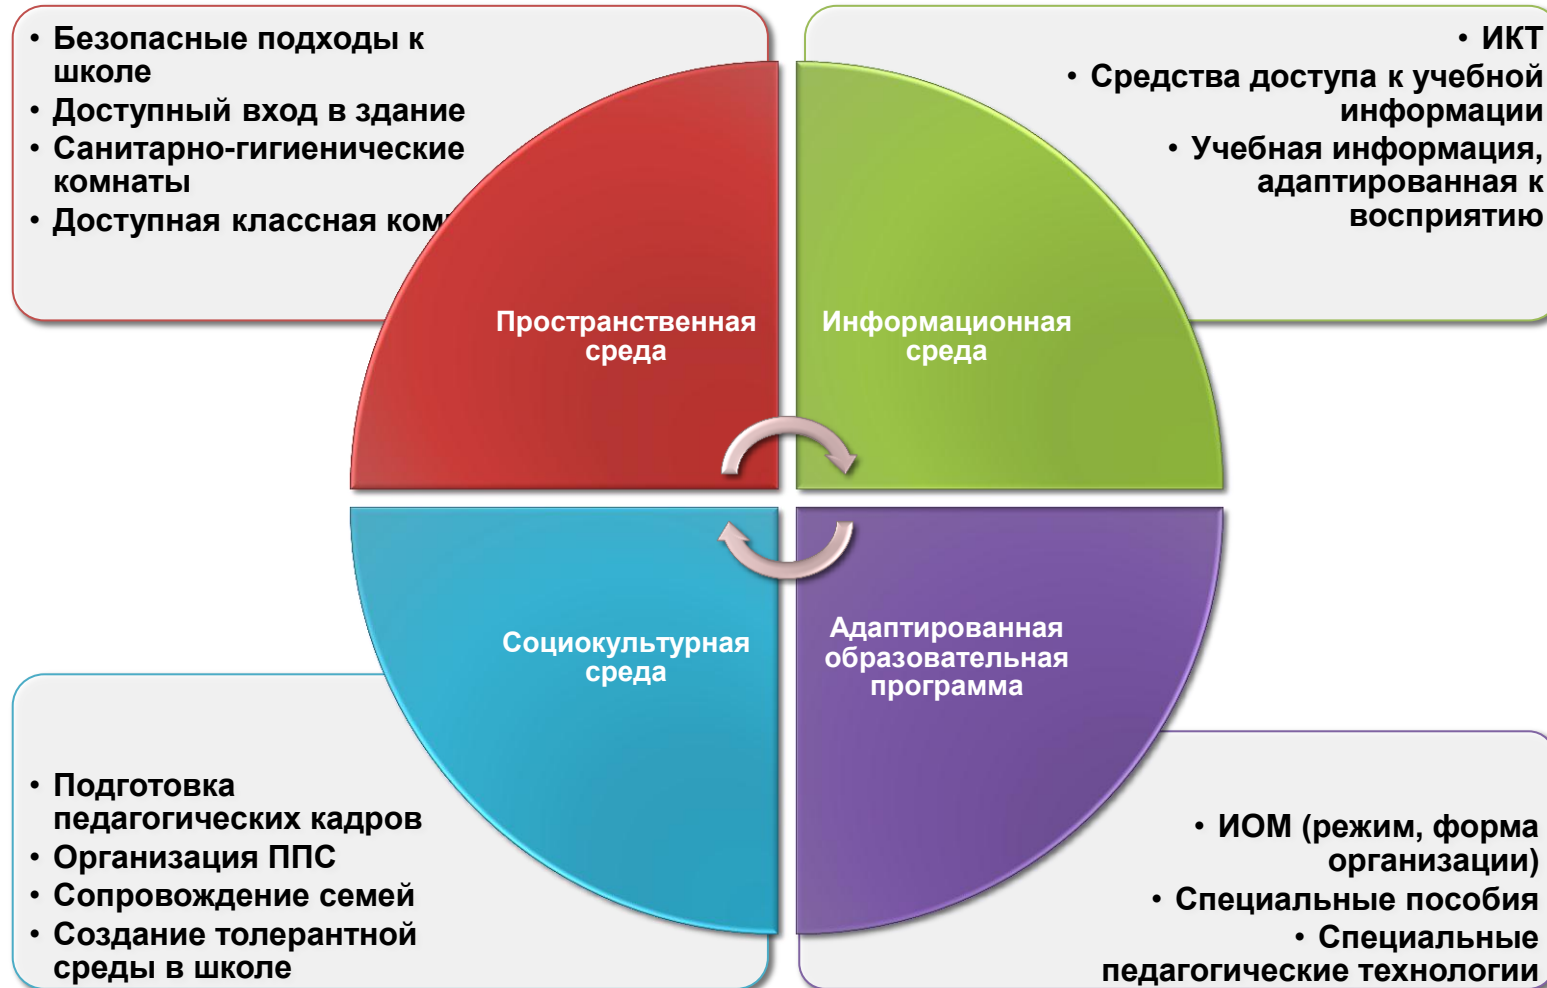 • Безопасные подходы к
школе
• Доступный вход в здание
• Санитарно-гигиенические
комнаты
• Доступная классная
• ИКТ
• Средства доступа к учебной
информации
• Учебная информация,
адаптированная к
восприятию
Пространственная
среда
Информационная
среда
Социокультурная
среда
Адаптированная
образовательная
программа
• Подготовка
педагогических кадров
• Организация ППС
• Сопровождение семей
• Создание толерантной
среды в школе
• ИОМ (режим, форма
организации)
• Специальные пособия
• Специальные
педагогические технологии